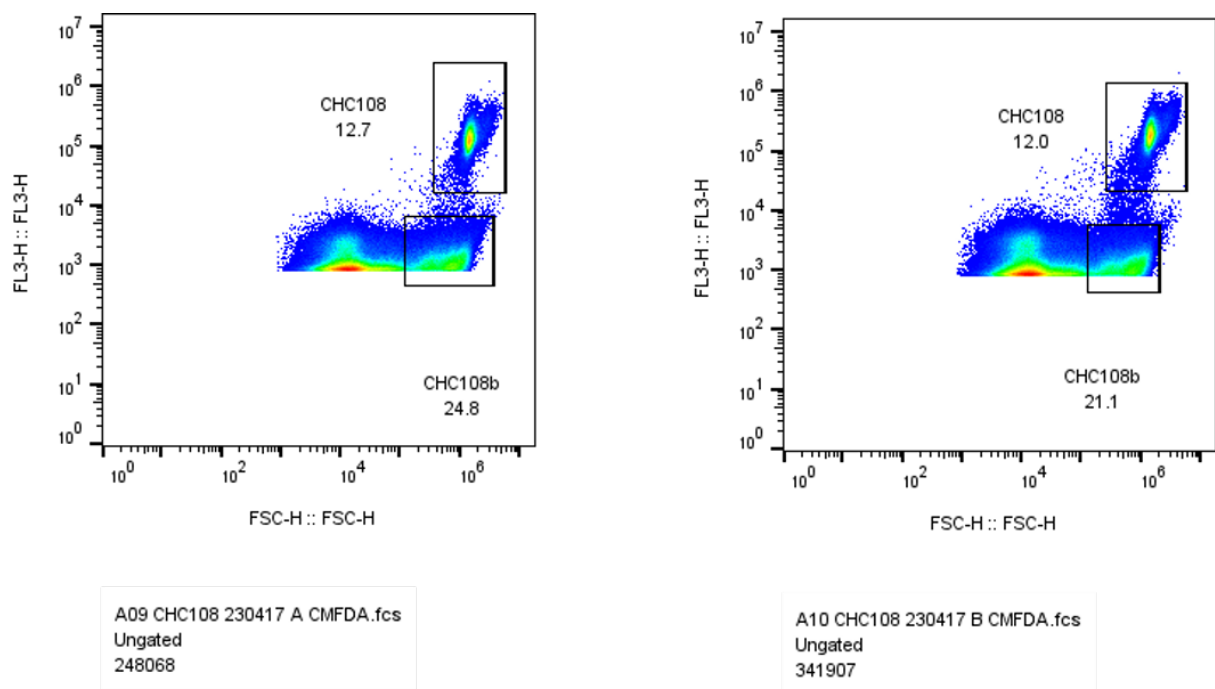 FL3-H :: FL3-H
10^7
10^6
10^5
10^4
10^3
10^2
10^1
10^0
CHC108
12.7
CHC108b
24.8
10^0
10^2
10^4
10^6
FSC-H :: FSC-H
A09 CHC108 230417 A CMFDA.fcs
Ungated
248068
FL3-H :: FL3-H
10^7
10^6
10^5
10^4
10^3
10^2
10^1
10^0
CHC108
12.0
CHC108b
21.1
10^0
10^2
10^4
10^6
FSC-H :: FSC-H
A10 CHC108 230417 B CMFDA.fcs
Ungated
341907